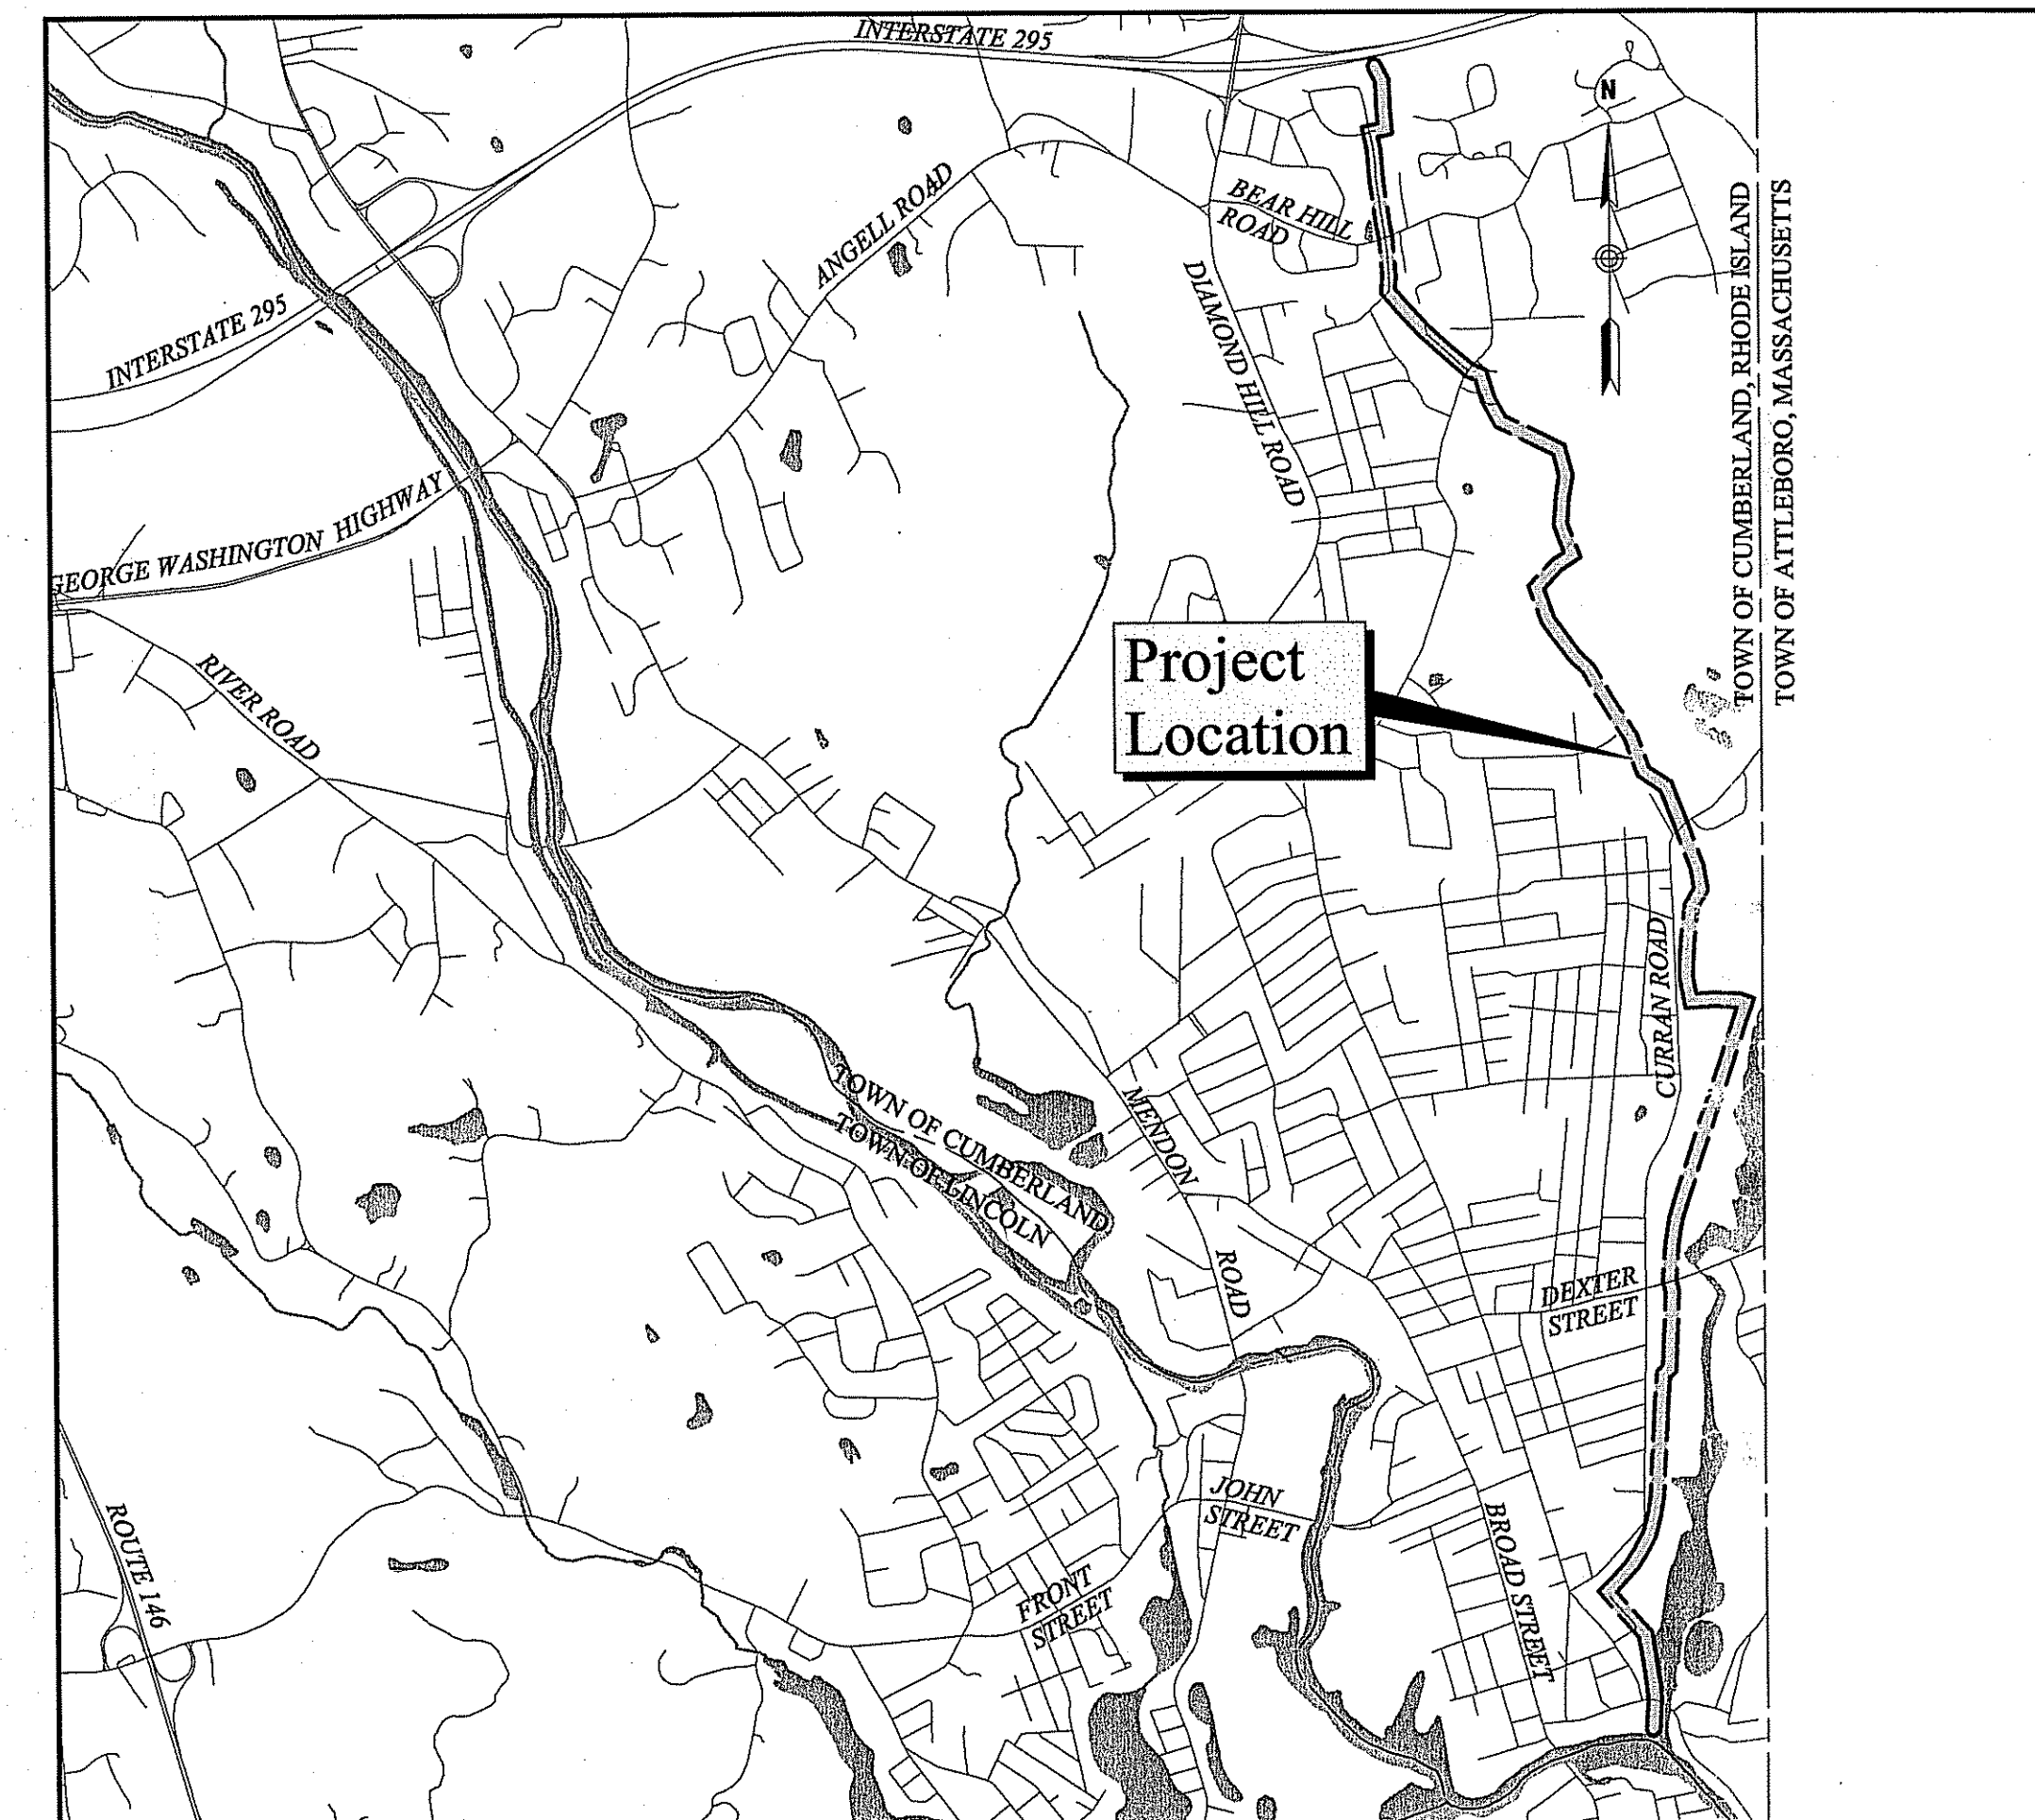 INTERSTATE 295
N
BEAR HILL
ROAD
ANGELL ROAD
DIAMOND HILL ROAD
TOWN OF CUMBERLAND, RHODE ISLAND
TOWN OF ATTLEBORO, MASSACHUSETTS
INTERSTATE 295
GEORGE WASHINGTON HIGHWAY
RIVER ROAD
Project
Location
CURRAN ROAD
TOWN OF CUMBERLAND
TOWN OF LINCOLN
MENDON
ROAD
DEXTER
STREET
JOHN
STREET
BROAD STREET
FRONT
STREET
ROUTE 146